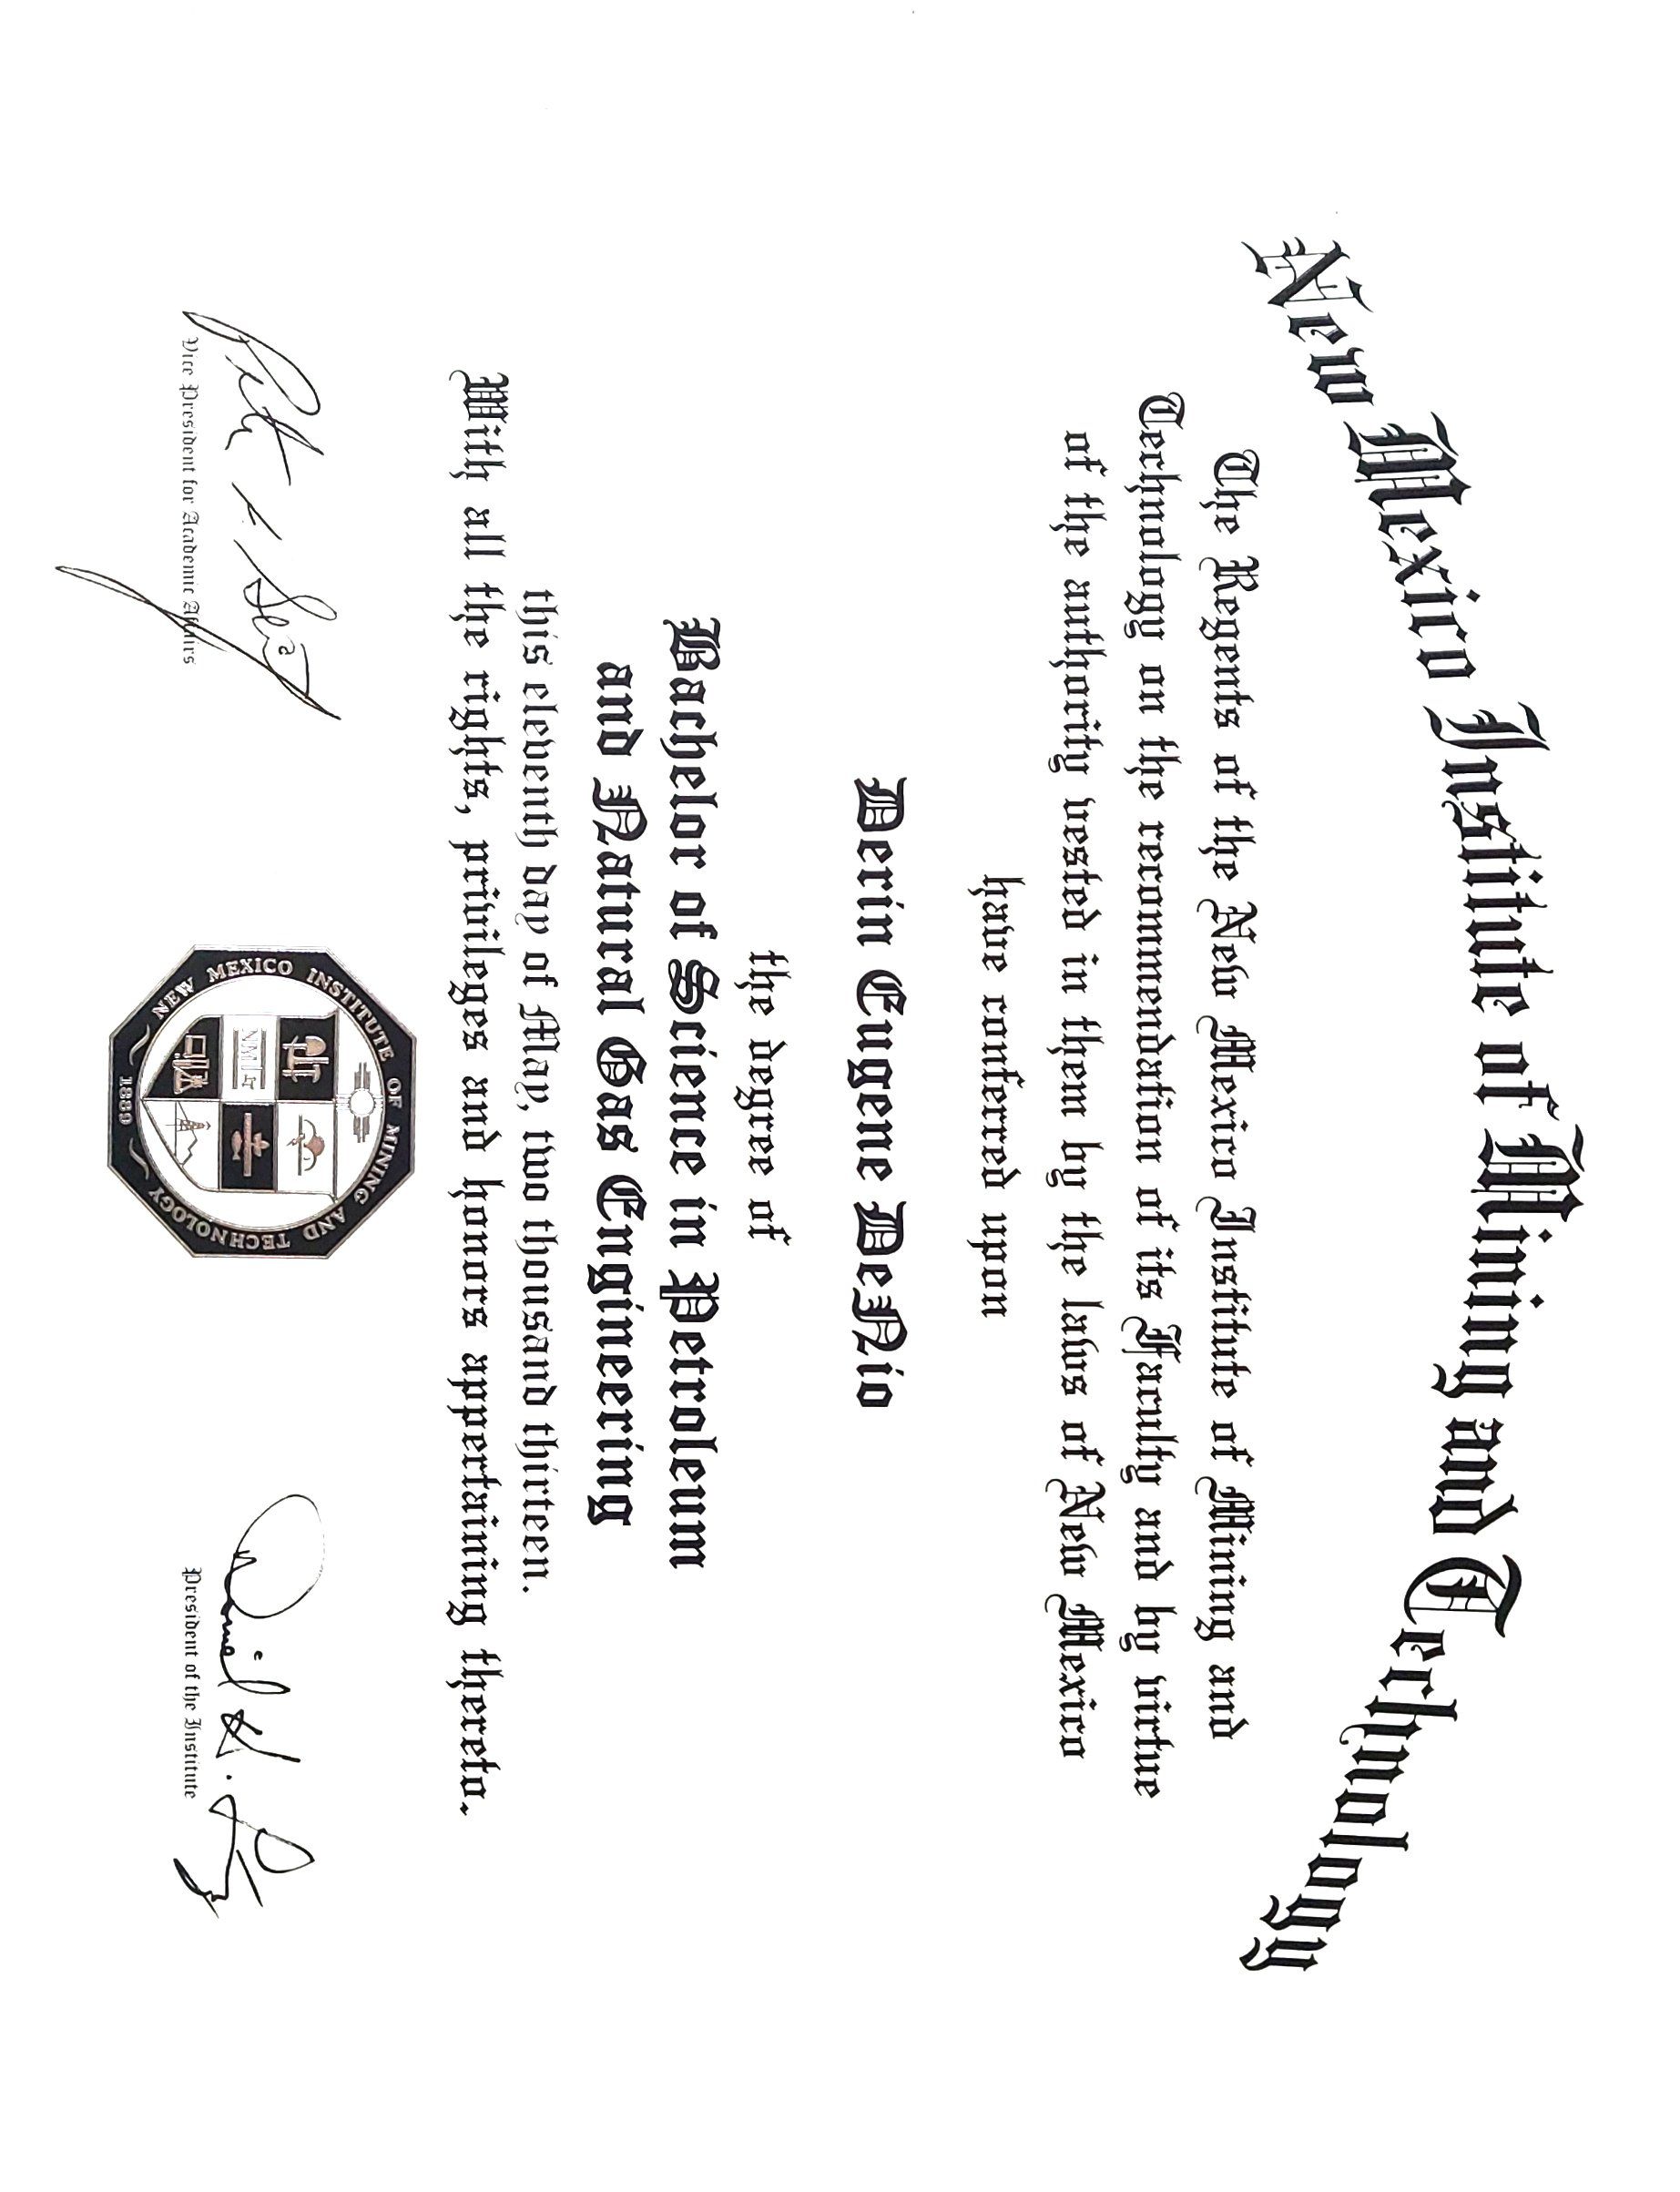 New Mexico Institute of Mining and Technology
The Regents of the New Mexico Institute of Mining and
Technology on the recommendation of its Faculty and by virtue
of the authority vested in them by the laws of New Mexico
have conferred upon
Derin Eugene DeNio
the degree of
Bachelor of Science in Petroleum
and Natural Gas Engineering
this eleventh day of May, two thousand thirteen.
With all the rights, privileges and honors appertaining thereto.
NEW MEXICO INSTITUTE OF MINING AND TECHNOLOGY
NMIT
1889
Daniel H.
Vice President for Academic Affairs
President of the Institute